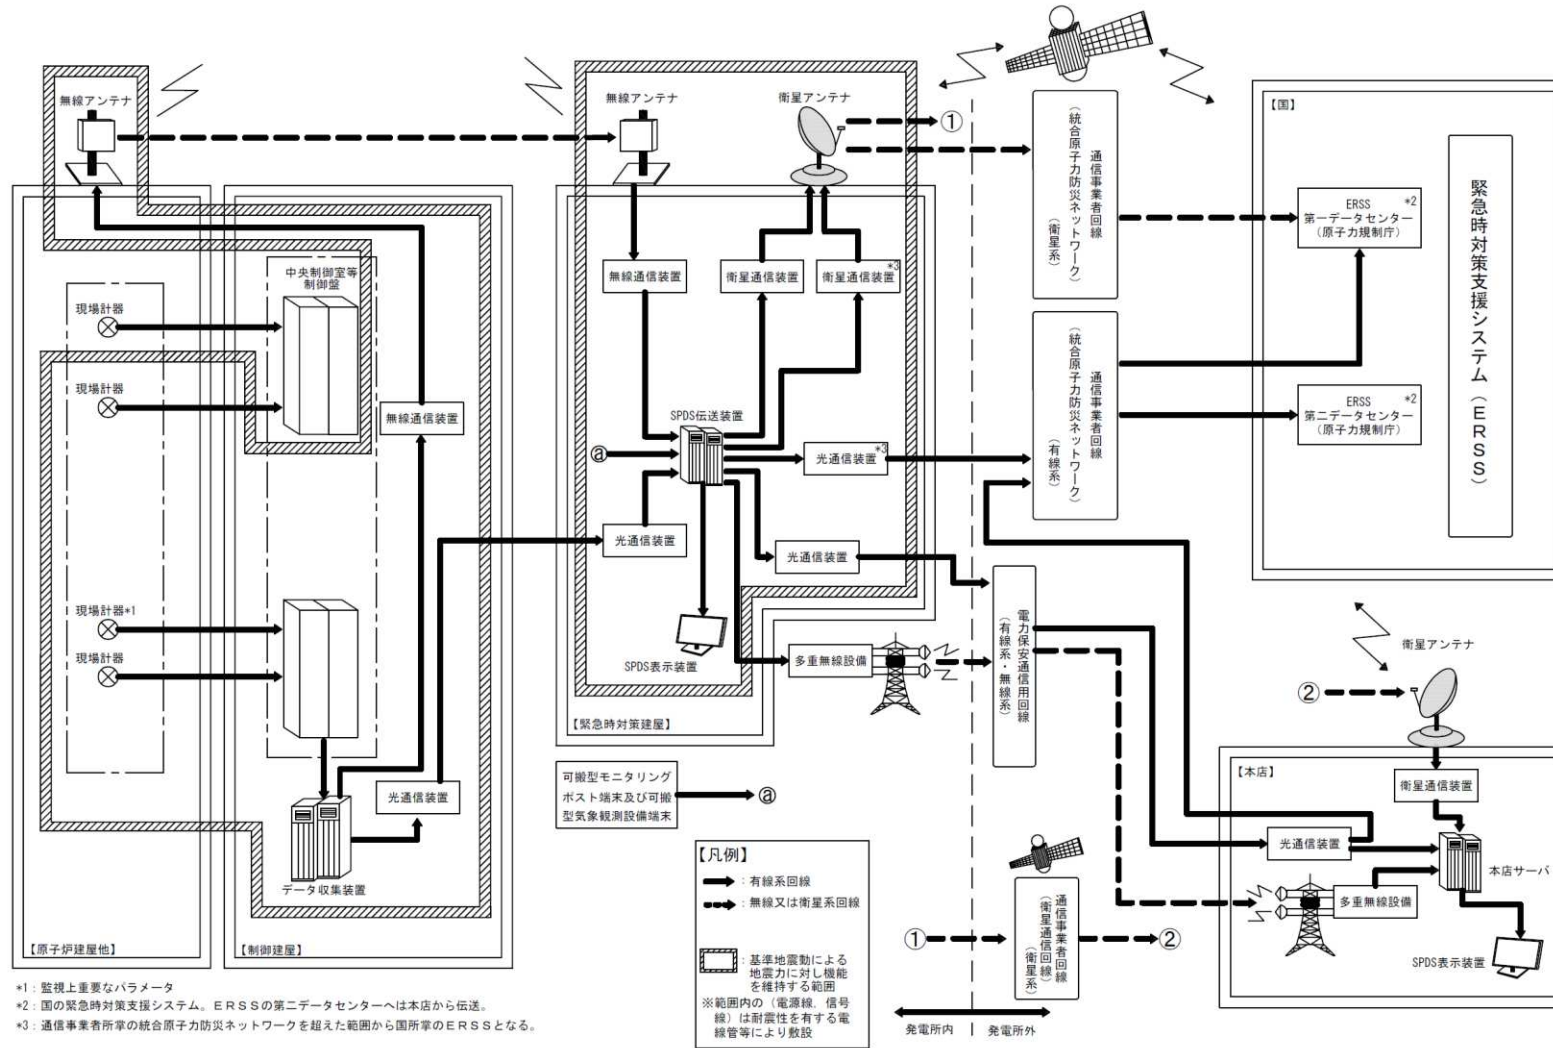 無線アンテナ
無線アンテナ
衛星アンテナ
①
通信事業者回線
(統合原子力防災ネットワーク)
(衛星系)
【国】
ERSS *2
第一データセンター
(原子力規制庁)
緊急時対策支援システム(ERSS)
中央制御室等
制御盤
現場計器
現場計器
無線通信装置
無線通信装置
衛星通信装置
衛星通信装置*3
通信事業者回線
(統合原子力防災ネットワーク)
(有線系)
ERSS *2
第二データセンター
(原子力規制庁)
SPDS伝送装置
ⓐ
光通信装置*3
光通信装置
光通信装置
現場計器*1
現場計器
SPDS表示装置
多重無線設備
電力保安通信用回線
(有線系・無線系)
衛星アンテナ
②
【緊急時対策建屋】
光通信装置
データ収集装置
【原子炉建屋他】
【制御建屋】
可搬型モニタリング
ポスト端末及び可搬
型気象観測設備端末
ⓐ
【本店】
衛星通信装置
光通信装置
本店サーバ
多重無線設備
SPDS表示装置
【凡例】
:有線系回線
:無線又は衛星系回線
:基準地震動による
地震力に対し機能
を維持する範囲
※範囲内の(電源線、信号
線)は耐震性を有する電
線管等により敷設
①
通信事業者回線
(衛星通信回線)
(衛星系)
②
発電所内
発電所外
*1:監視上重要なパラメータ
*2:国の緊急時対策支援システム。ERSSの第二データセンターへは本店から伝送。
*3:通信事業者所掌の統合原子力防災ネットワークを超えた範囲から国所掌のERSSとなる。